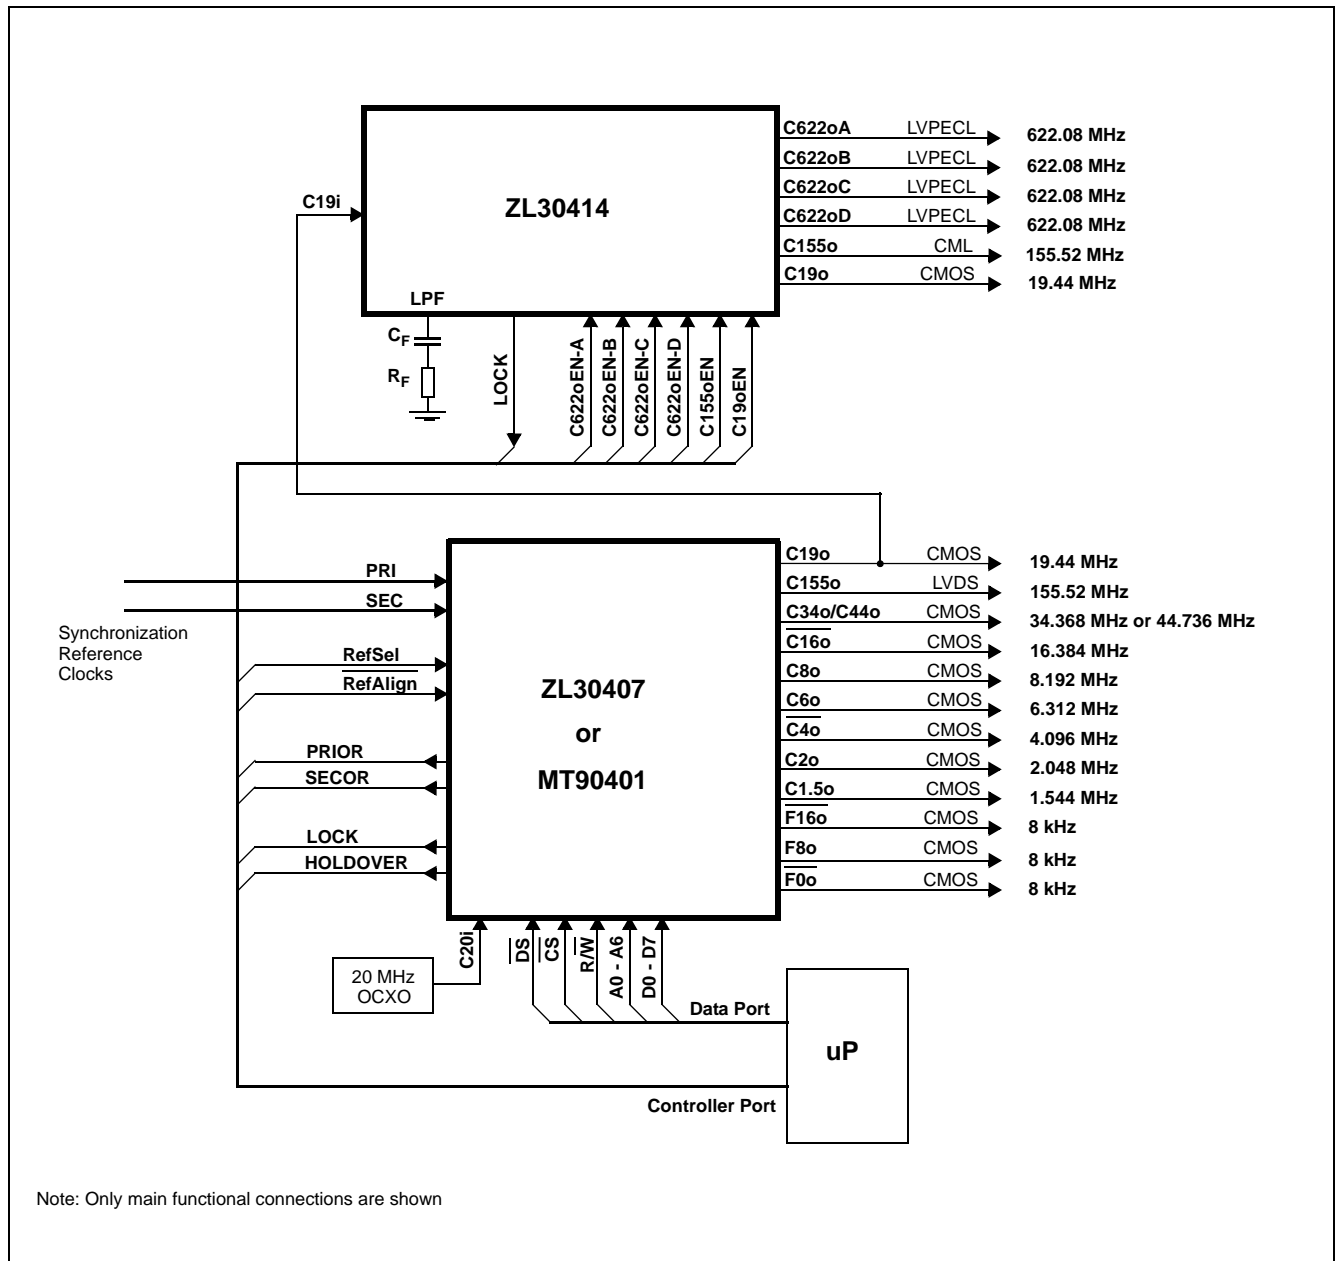 C622oA LVPECL 622.08 MHz
C622oB LVPECL 622.08 MHz
C622oC LVPECL 622.08 MHz
C622oD LVPECL 622.08 MHz
C155o CML 155.52 MHz
C19o CMOS 19.44 MHz
C19i
ZL30414
LPF
CF
RF
LOCK
C622oEN-A
C622oEN-B
C622oEN-C
C622oEN-D
C155oEN
C19oEN
C19o CMOS 19.44 MHz
C155o LVDS 155.52 MHz
C34o/C44o CMOS 34.368 MHz or 44.736 MHz
C16o CMOS 16.384 MHz
C8o CMOS 8.192 MHz
C6o CMOS 6.312 MHz
C4o CMOS 4.096 MHz
C2o CMOS 2.048 MHz
C1.5o CMOS 1.544 MHz
F16o CMOS 8 kHz
F8o CMOS 8 kHz
F0o CMOS 8 kHz
PRI
SEC
Synchronization
Reference
Clocks
RefSel
RefAlign
PRIOR
SECOR
LOCK
HOLDOVER
ZL30407
or
MT90401
C20i
DS
CS
R/W
A0 - A6
D0 - D7
20 MHz
OCXO
Data Port
uP
Controller Port
Note: Only main functional connections are shown